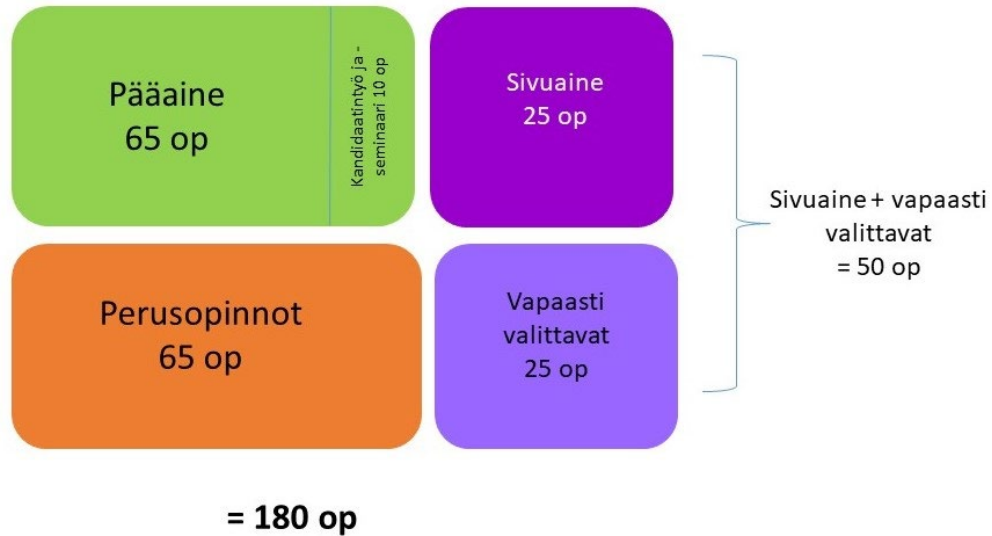 Pääaine
65 op
Kandidaatintyö ja -
seminaari 10 op
Sivuaine
25 op
Perusopinnot
65 op
Vapaasti
valittavat
25 op
Sivuaine + vapaasti
valittavat
= 50 op
= 180 op